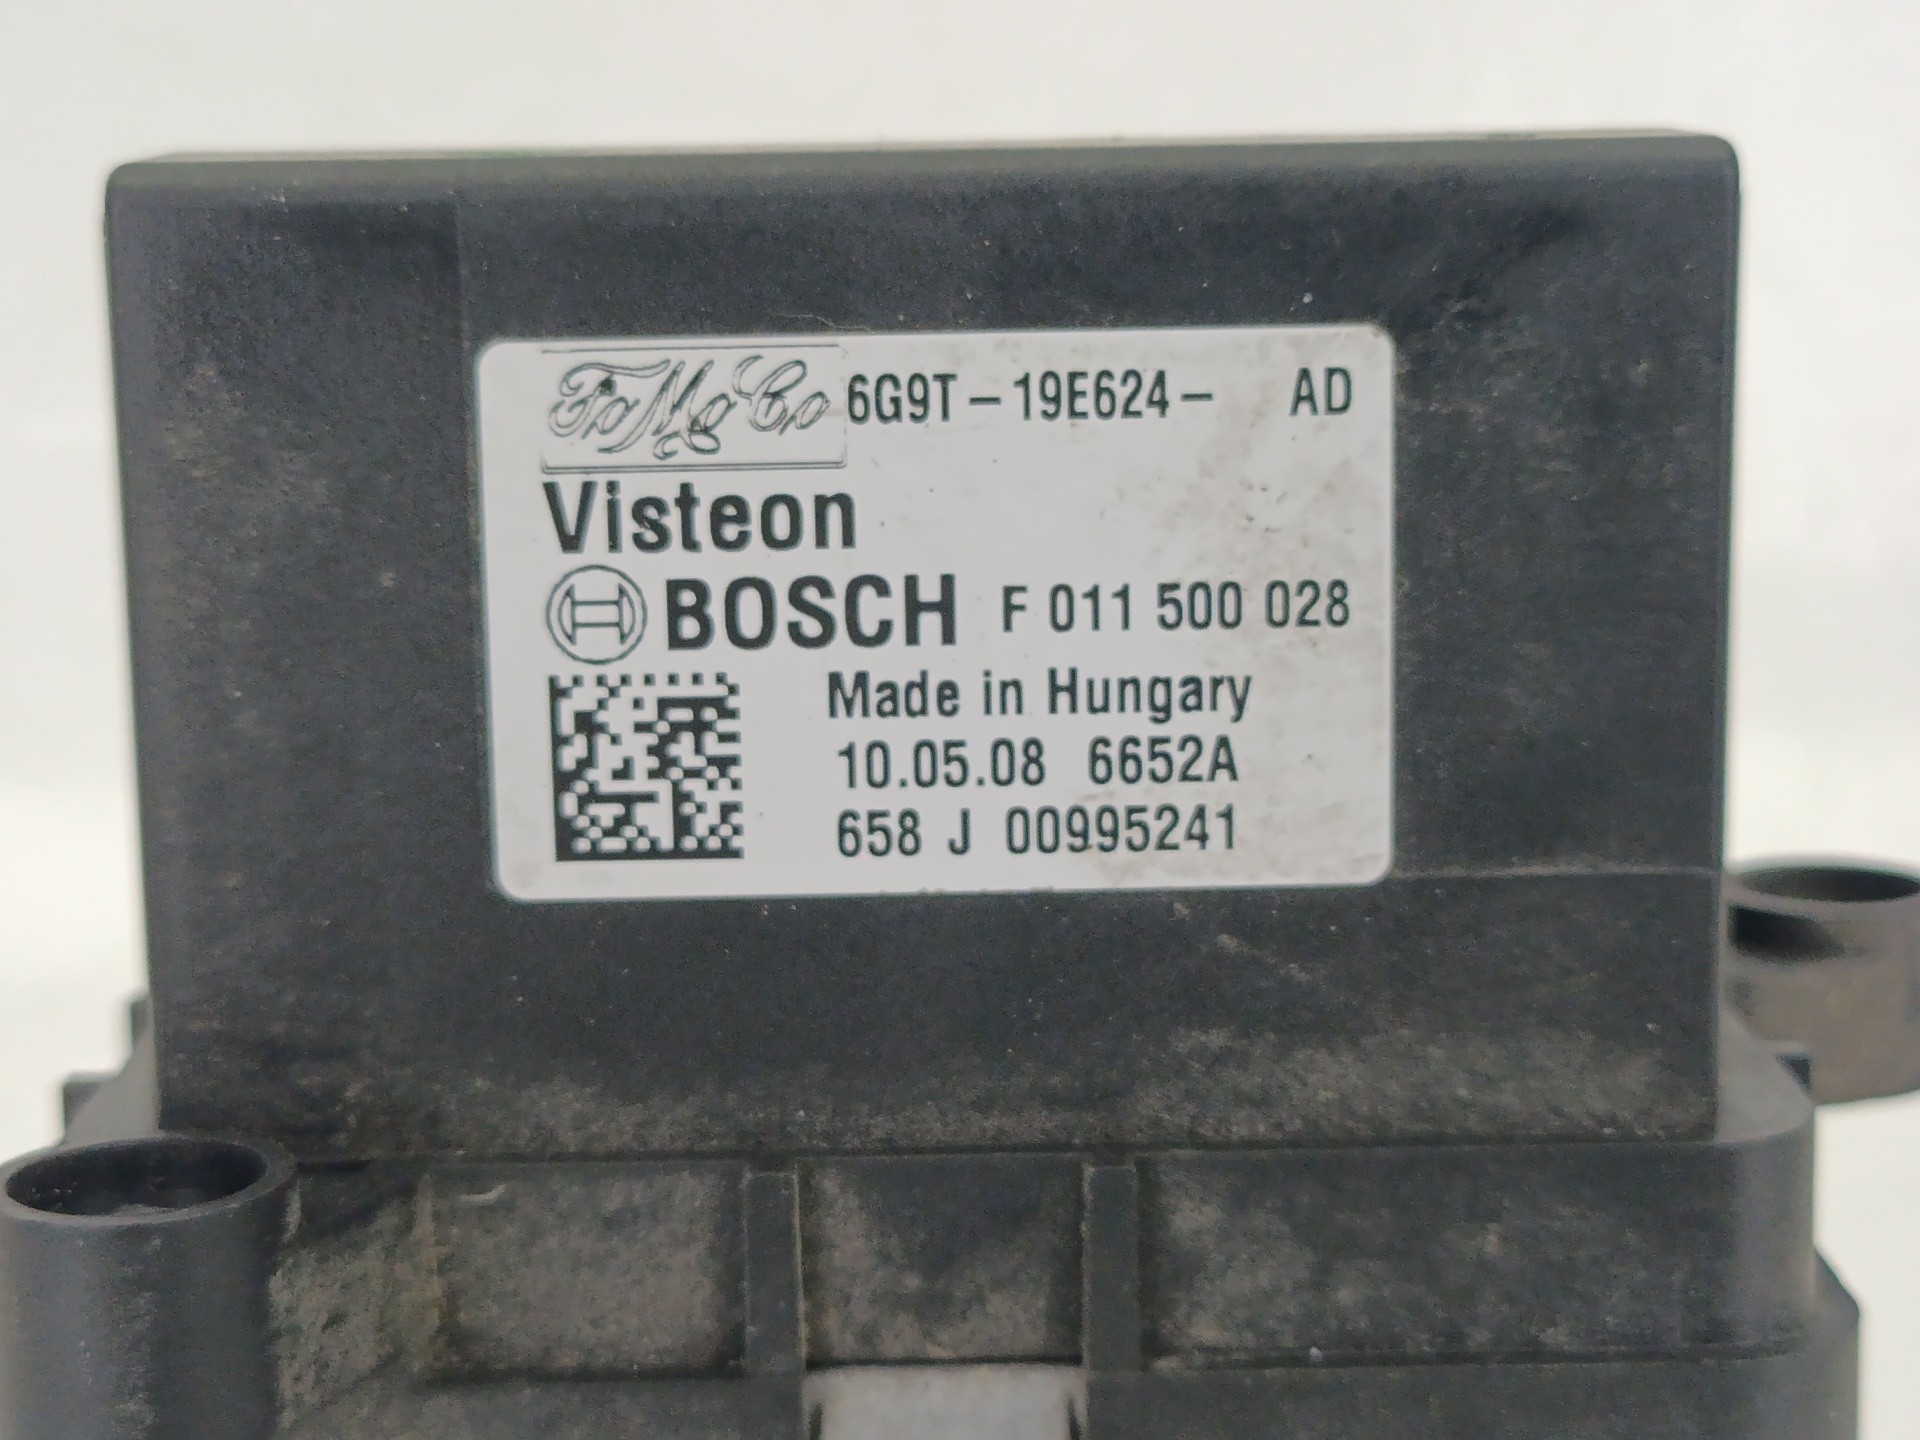 FoMoCo 6G9T-19E624- AD
Visteon
BOSCH F 011 500 028
Made in Hungary
10.05.08 6652A
658 J 00995241